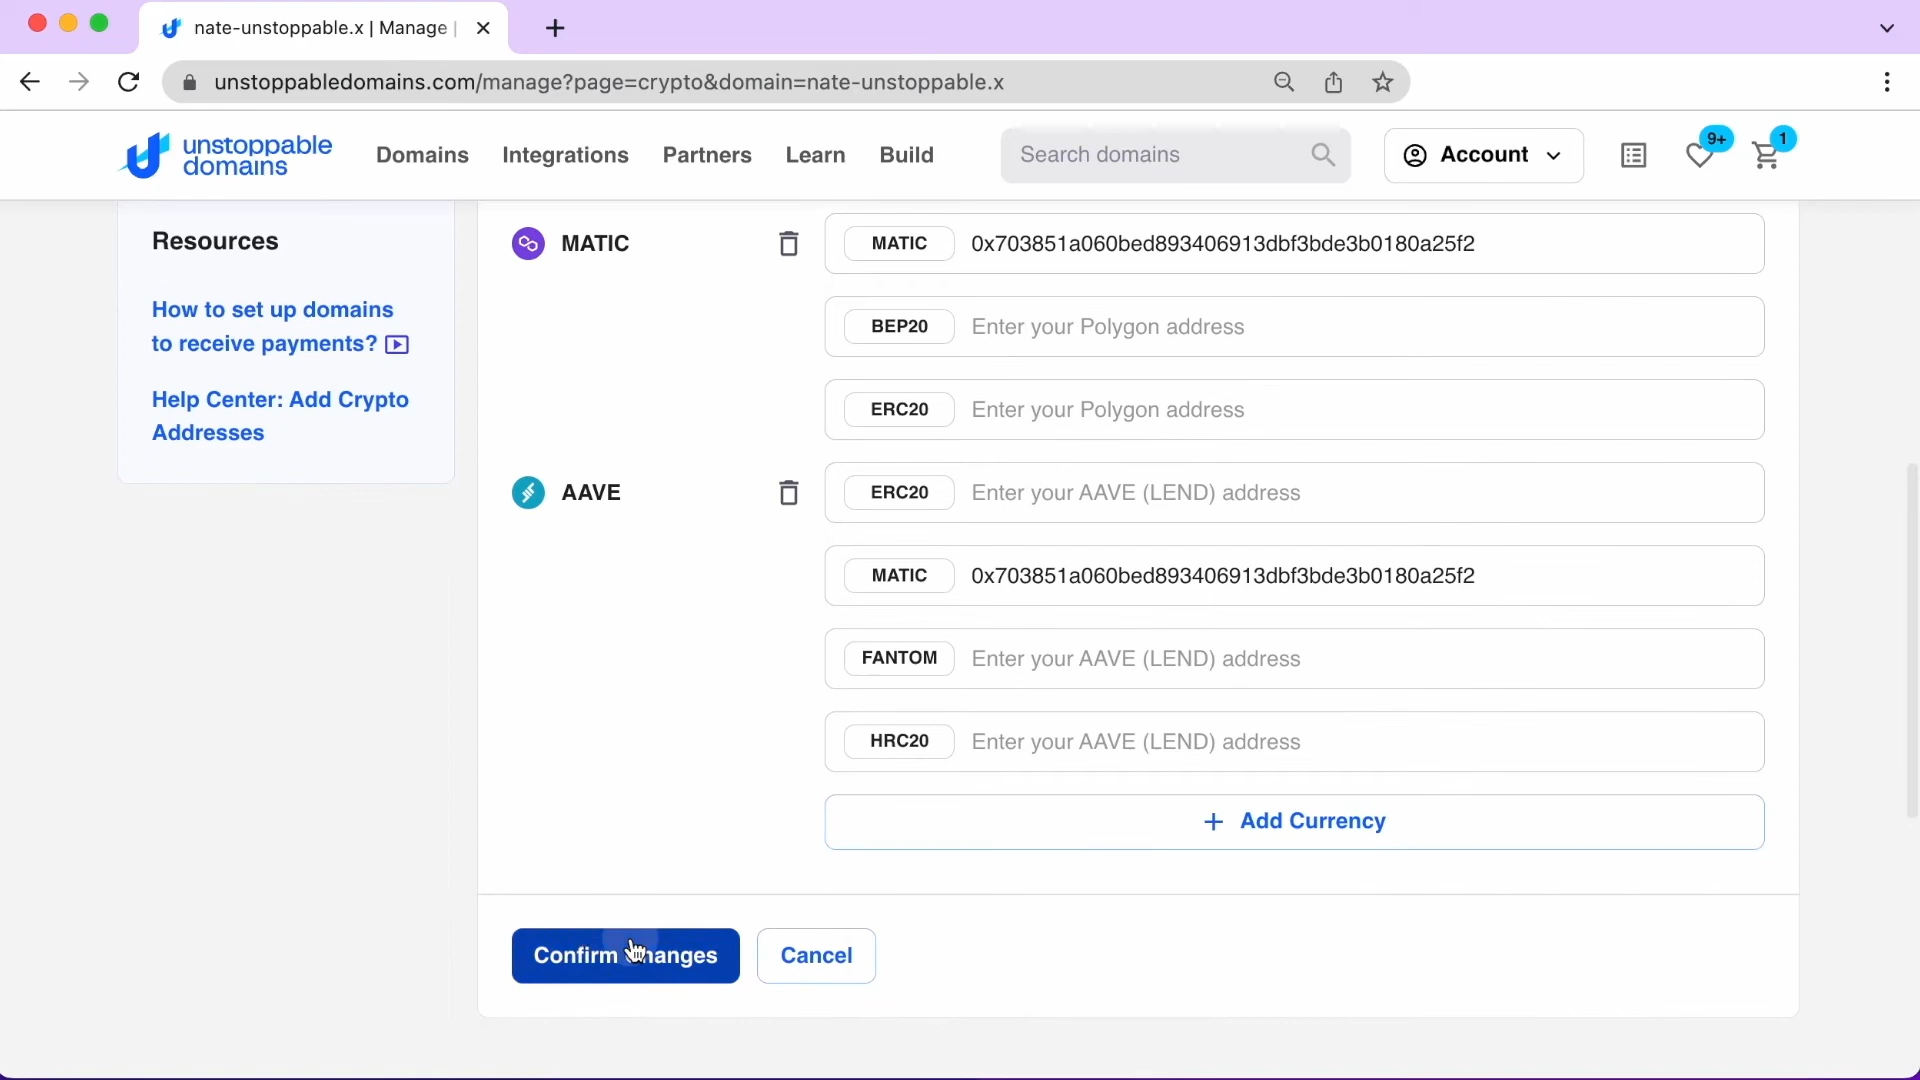 nate-unstoppable.x | Manage |
unstoppabledomains.com/manage?page=crypto&domain=nate-unstoppable.x
unstoppable
domains
Domains
Integrations
Partners
Learn
Build
Search domains
Account
9+
1
Resources
How to set up domains
to receive payments?
Help Center: Add Crypto
Addresses
MATIC
MATIC 0x703851a060bed893406913dbf3bde3b0180a25f2
BEP20 Enter your Polygon address
ERC20 Enter your Polygon address
AAVE
ERC20 Enter your AAVE (LEND) address
MATIC 0x703851a060bed893406913dbf3bde3b0180a25f2
FANTOM Enter your AAVE (LEND) address
HRC20 Enter your AAVE (LEND) address
+ Add Currency
Confirm Changes
Cancel